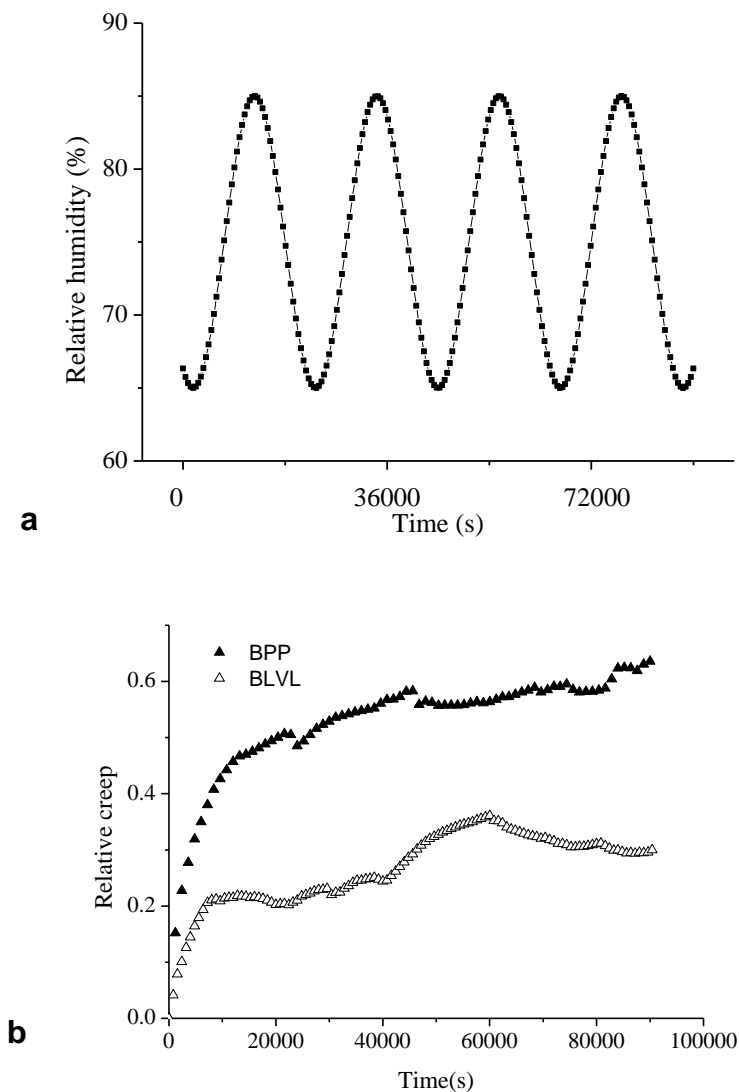 90
80
70
60
Relative humidity (%)
0 36000 72000
Time (s)
a
BPP
BLVL
0.6
0.4
0.2
0.0
Relative creep
0 20000 40000 60000 80000 100000
Time(s)
b